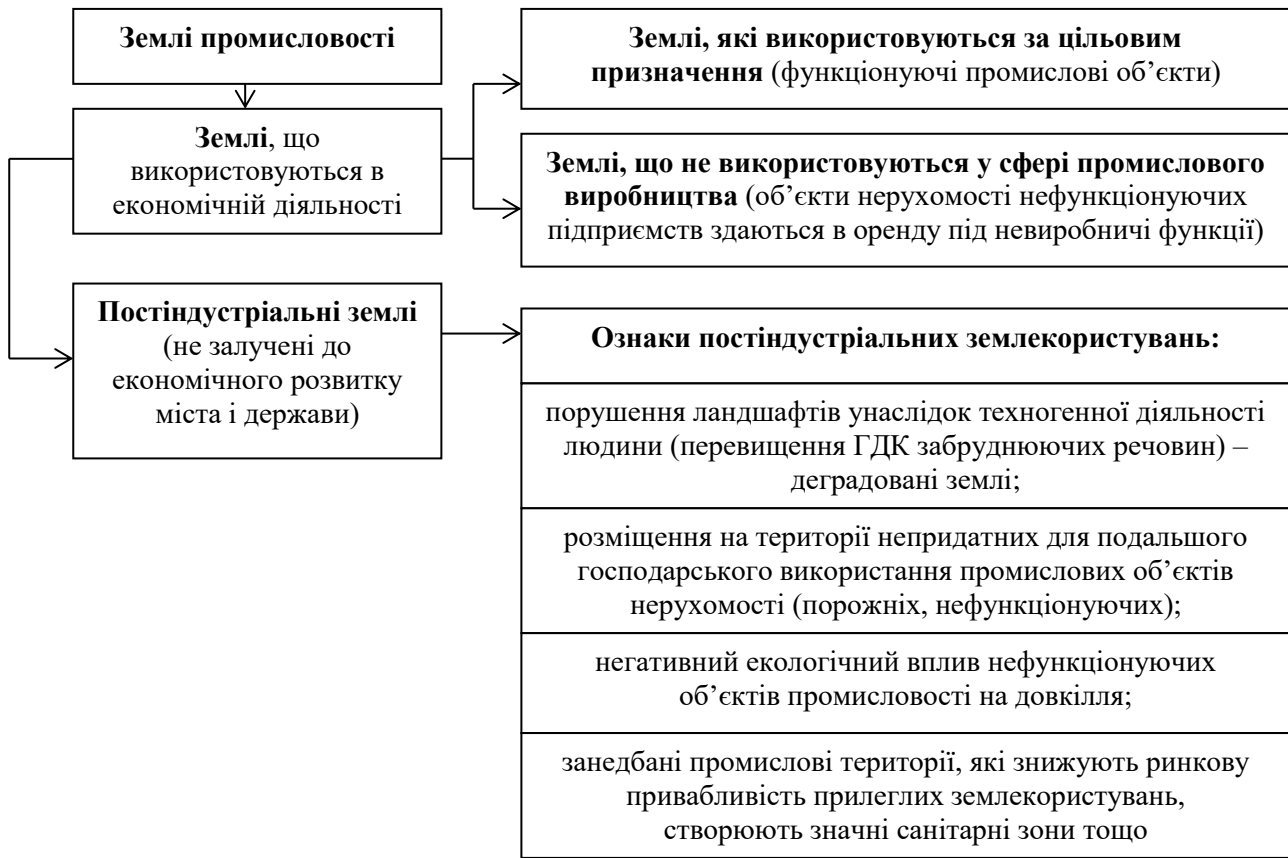 Землі промисловості
Землі, що
використовуються в
економічній діяльності
Землі, які використовуються за цільовим
призначення (функціонуючі промислові об’єкти)
Землі, що не використовуються у сфері промислового
виробництва (об’єкти нерухомості нефункціонуючих
підприємств здаються в оренду під невиробничі функції)
Постіндустріальні землі
(не залучені до
економічного розвитку
міста і держави)
Ознаки постіндустріальних землекористувань:
порушення ландшафтів унаслідок техногенної діяльності
людини (перевищення ГДК забруднюючих речовин) –
деградовані землі;
розміщення на території непридатних для подальшого
господарського використання промислових об’єктів
нерухомості (порожніх, нефункціонуючих);
негативний екологічний вплив нефункціонуючих
об’єктів промисловості на довкілля;
занедбані промислові території, які знижують ринкову
привабливість прилеглих землекористувань,
створюють значні санітарні зони тощо